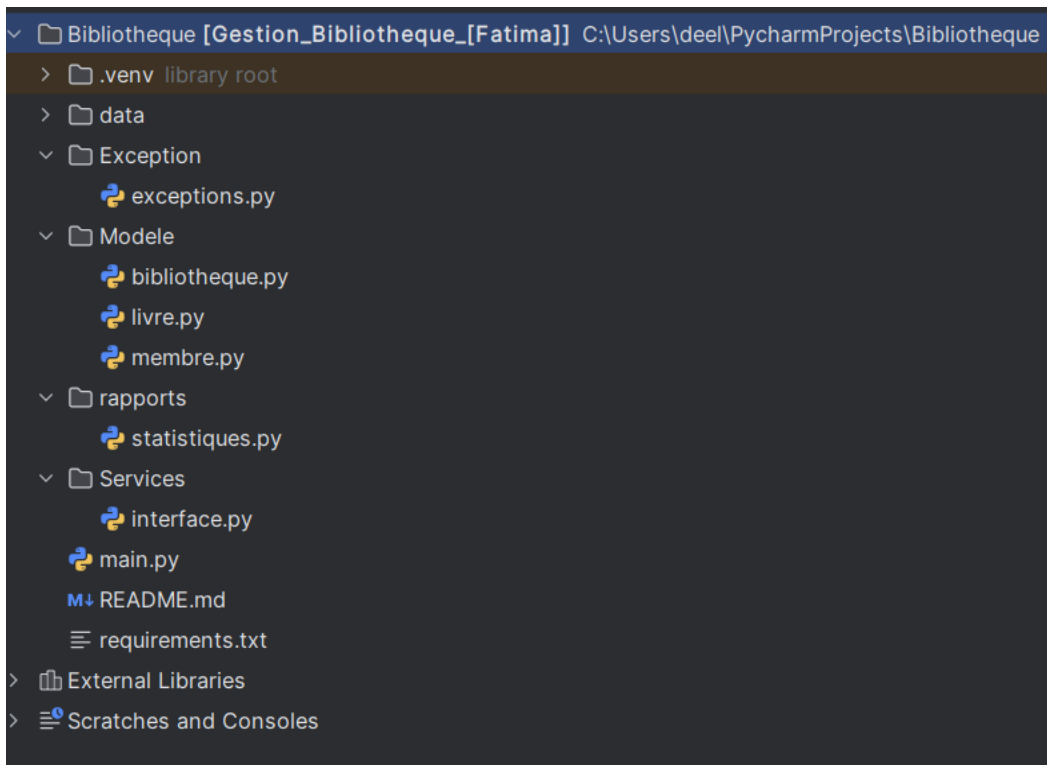 Bibliotheque [Gestion_Bibliotheque_[Fatima]] C:\Users\deel\PycharmProjects\Bibliotheque
.venv library root
data
Exception
exceptions.py
Modele
bibliotheque.py
livre.py
membre.py
rapports
statistiques.py
Services
interface.py
main.py
M↓ README.md
requirements.txt
External Libraries
Scratches and Consoles